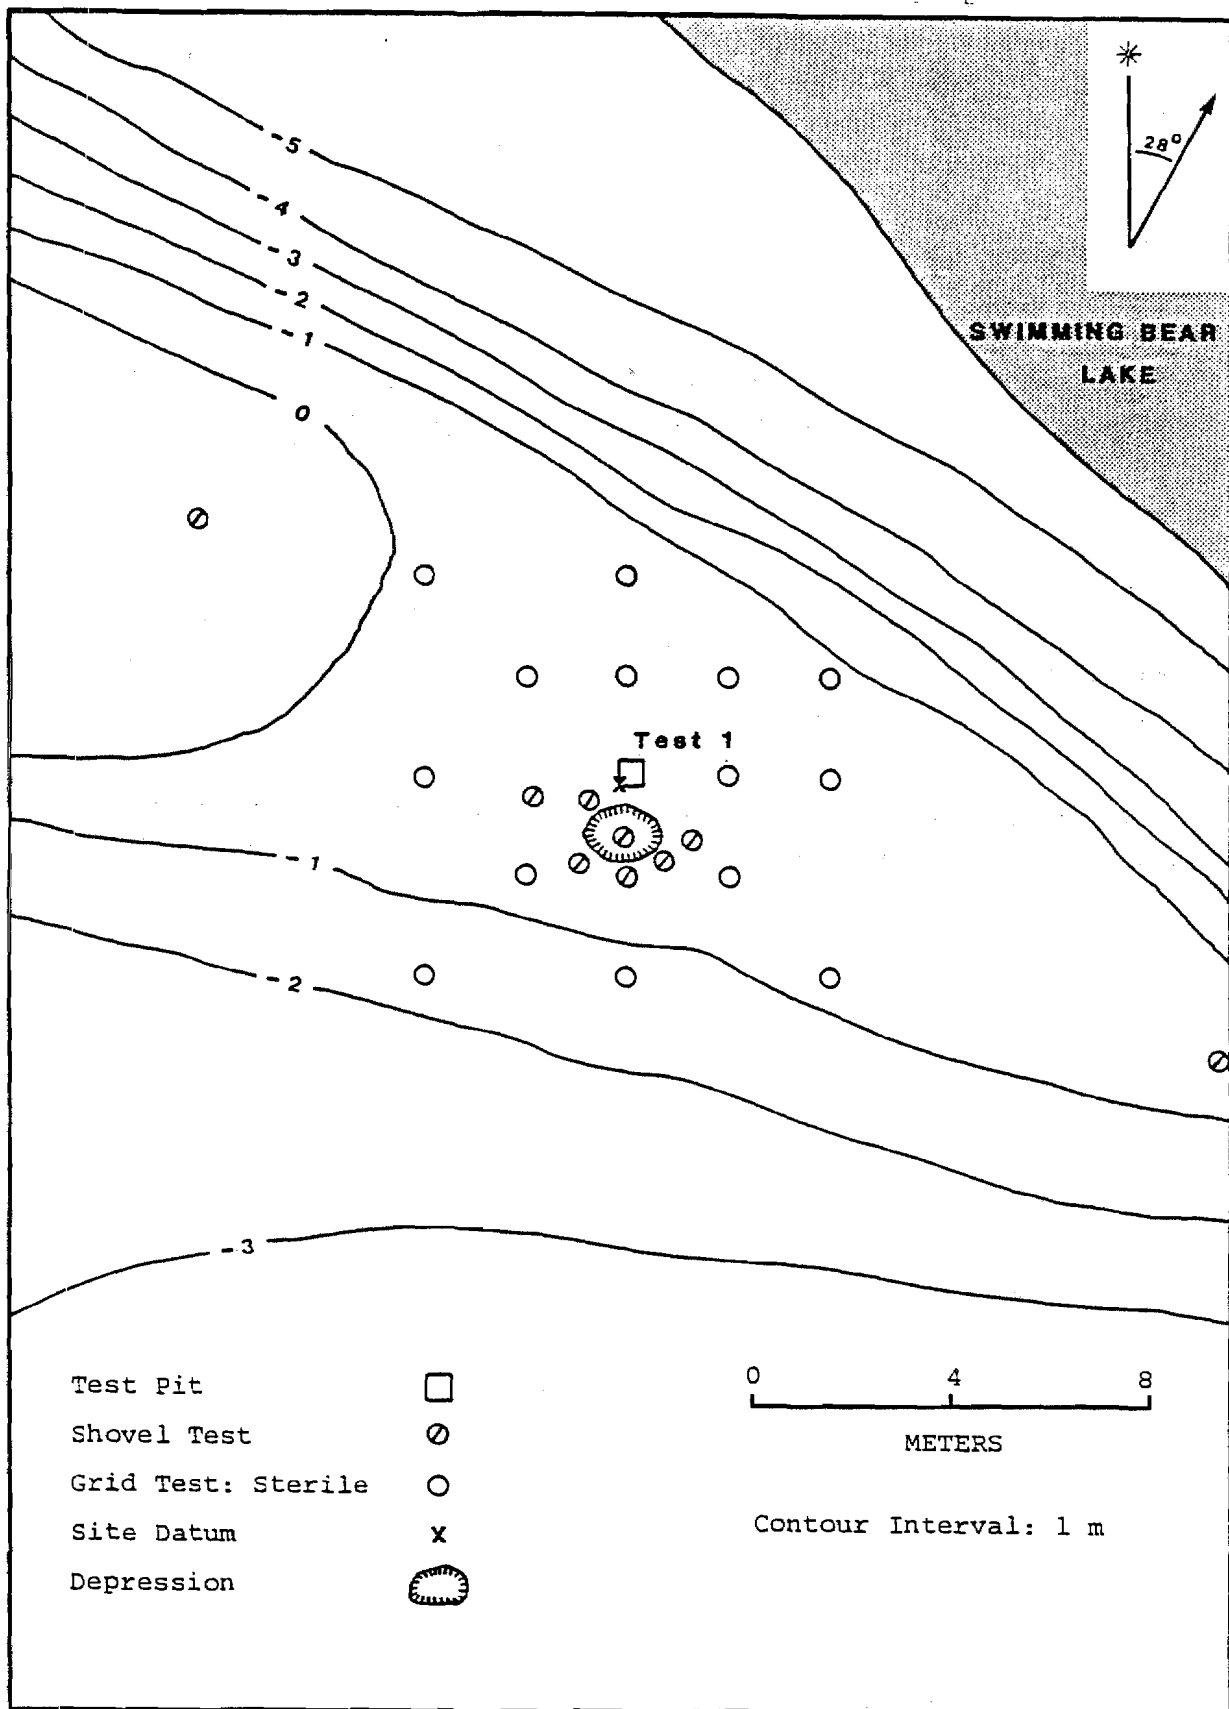 28°
-5
-4
-3
-2
-1
0
SWIMMING BEAR
LAKE
Test 1
x
-1
-2
-3
Test Pit
Shovel Test
Grid Test: Sterile
Site Datum x
Depression
0 4 8
METERS
Contour Interval: 1 m